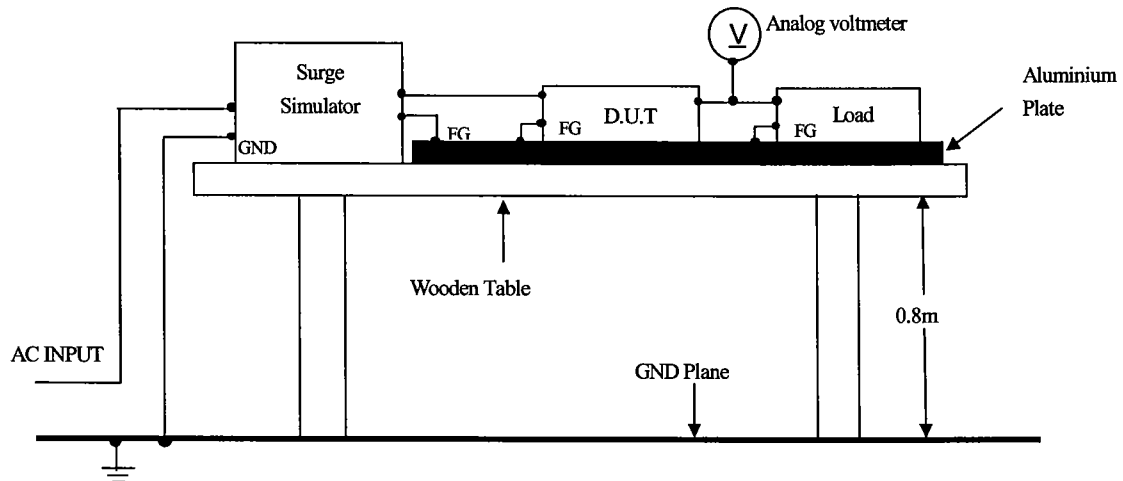 V
Analog voltmeter
Surge
Simulator
Aluminium
Plate
D.U.T
Load
FG
FG
FG
GND
Wooden Table
0.8m
AC INPUT
GND Plane